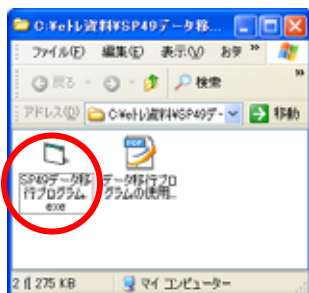 C:¥eトレ資料¥SP49データ移...
ファイル(F) 編集(E) 表示(V) お気 »
戻る 検索 »
アドレス(D) C:¥eトレ資料¥SP49デー 移動
SP49データ移 データ移行プロ
行プログラム. グラムの使用...
exe
2 個 275 KB マイ コンピュータ